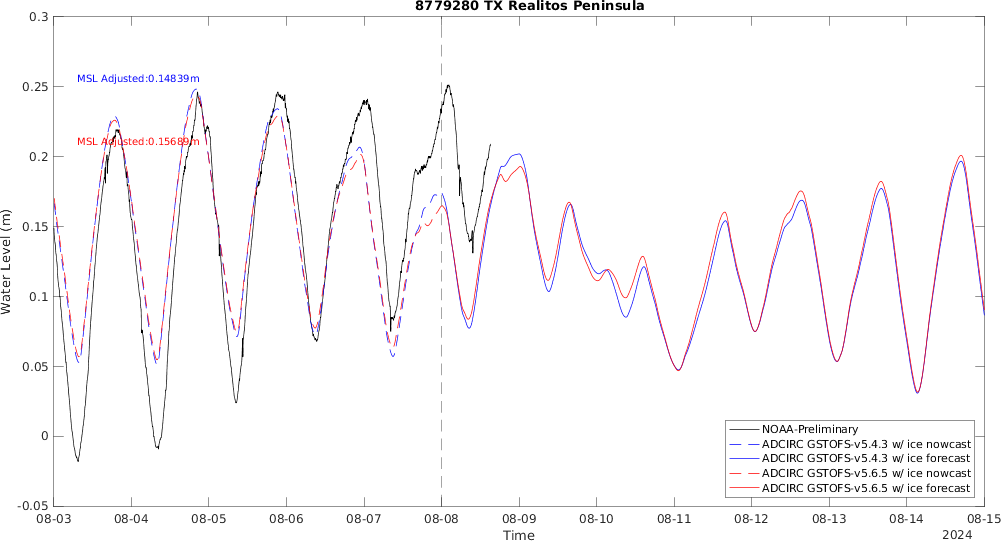 8779280 TX Realitos Peninsula
0.3
0.25
0.2
0.15
0.1
0.05
0
-0.05
Water Level (m)
MSL Adjusted:0.14839m
MSL Adjusted:0.15689m
NOAA-Preliminary
ADCIRC GSTOFS-v5.4.3 w/ ice nowcast
ADCIRC GSTOFS-v5.4.3 w/ ice forecast
ADCIRC GSTOFS-v5.6.5 w/ ice nowcast
ADCIRC GSTOFS-v5.6.5 w/ ice forecast
08-03 08-04 08-05 08-06 08-07 08-08 08-09 08-10 08-11 08-12 08-13 08-14 08-15
Time
2024